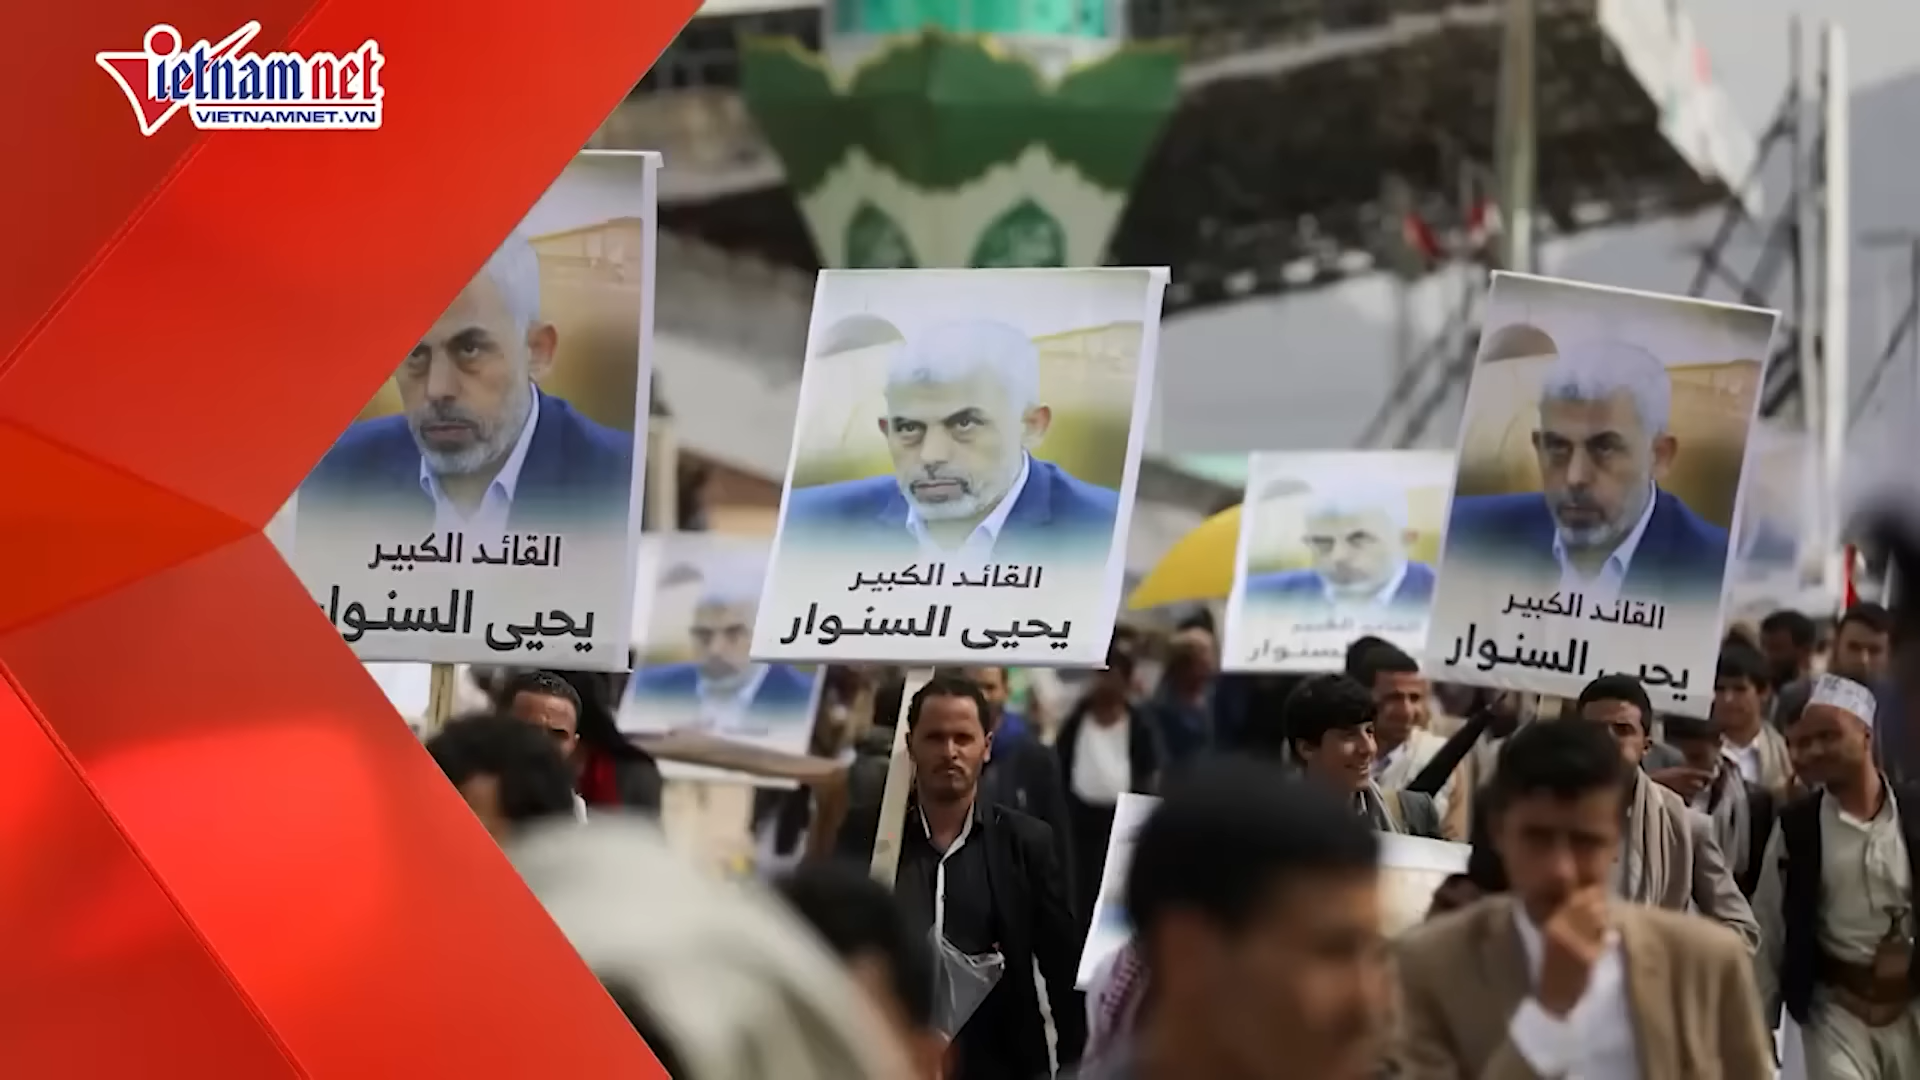 Vietnamnet
VIETNAMNET.VN
القائد الكبير
يحيى السنوار
القائد الكبير
يحيى السنوار
القائد الكبير
يحيى السنوار